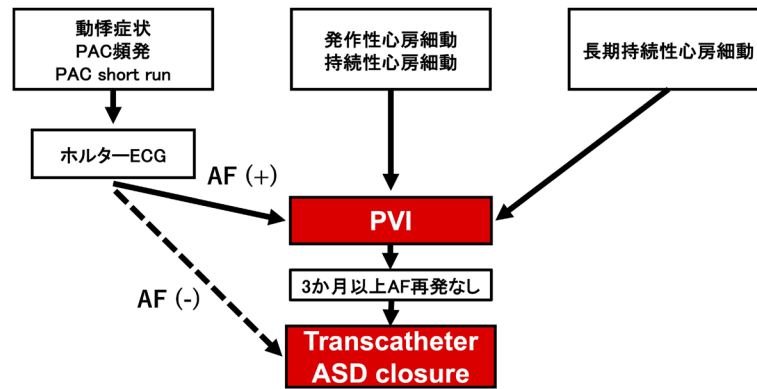 動悸症状
PAC頻発
PAC short run
発作性心房細動
持続性心房細動
長期持続性心房細動
ホルターECG
AF (+)
PVI
3か月以上AF再発なし
AF (-)
Transcatheter
ASD closure